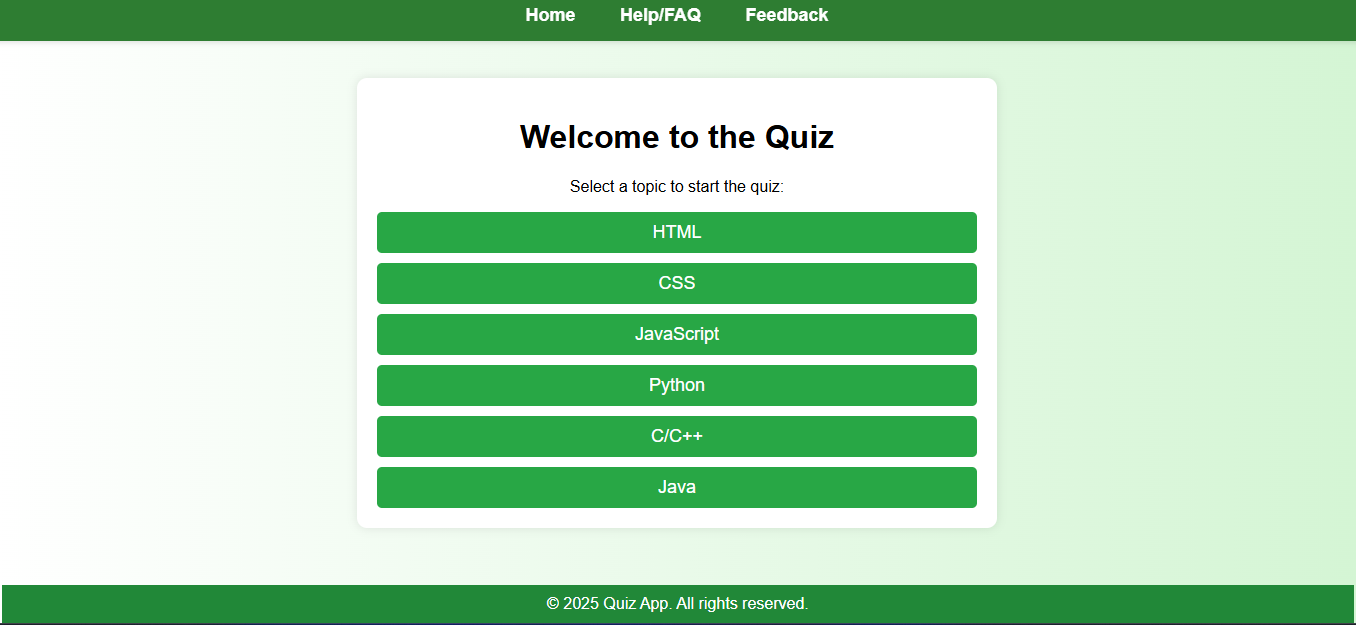 Home Help/FAQ Feedback
Welcome to the Quiz
Select a topic to start the quiz:
HTML
CSS
JavaScript
Python
C/C++
Java
© 2025 Quiz App. All rights reserved.